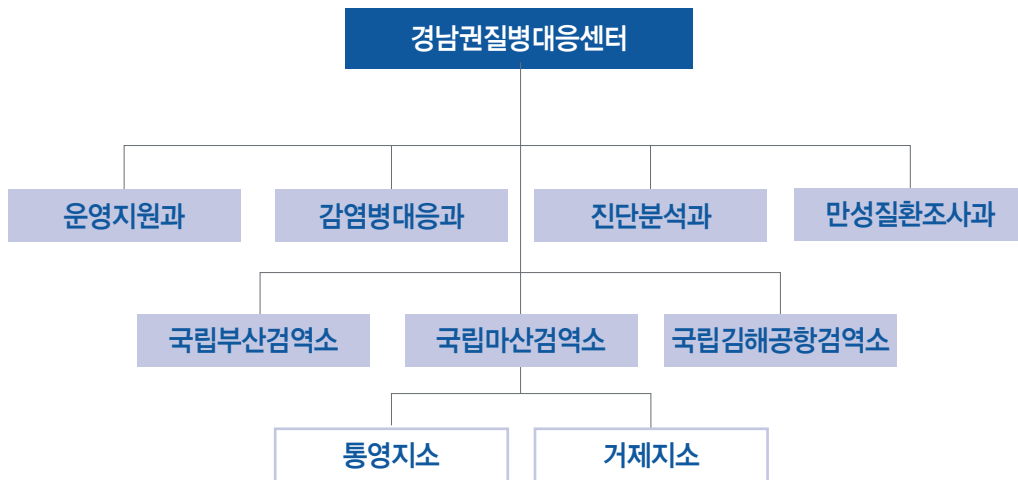 경남권질병대응센터
운영지원과
감염병대응과
진단분석과
만성질환조사과
국립부산검역소
국립마산검역소
국립김해공항검역소
통영지소
거제지소